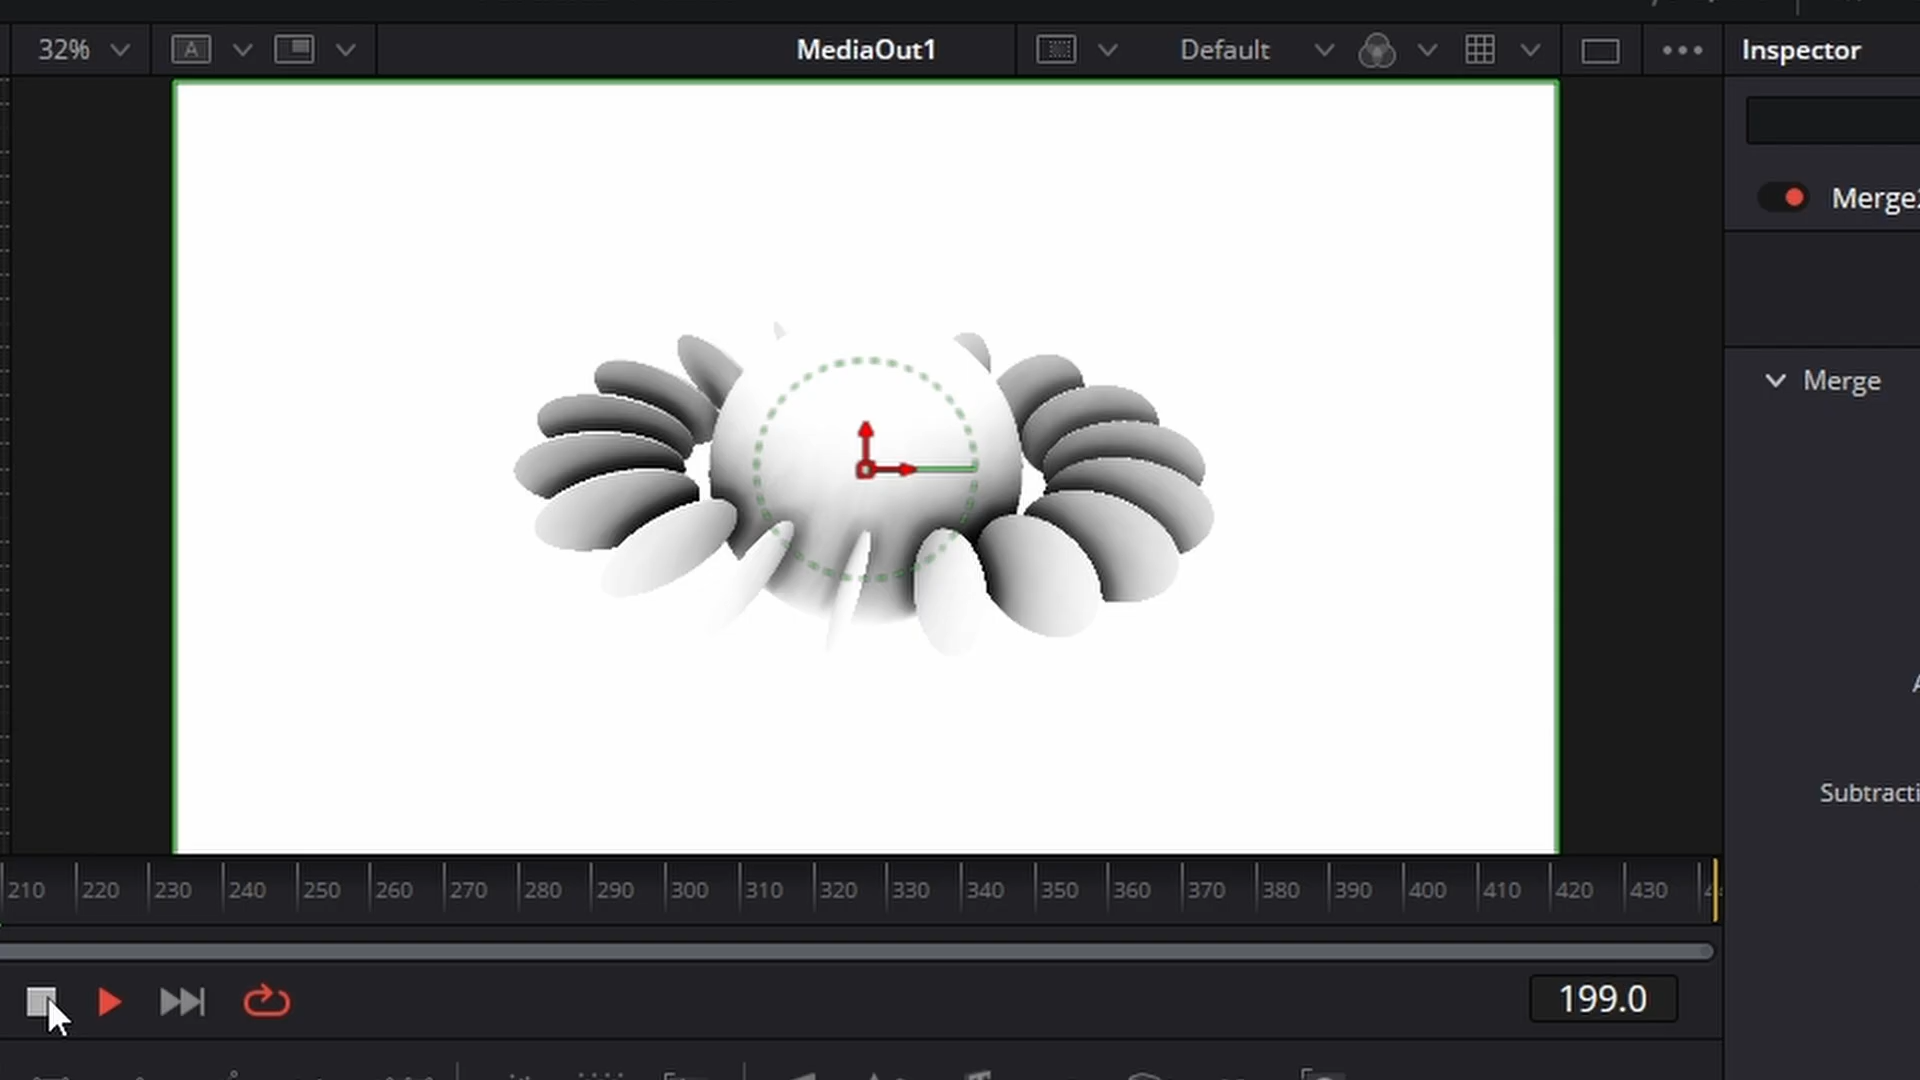 32%
A
MediaOut1
Default
Inspector
Merge
Subtracti
210 220 230 240 250 260 270 280 290 300 310 320 330 340 350 360 370 380 390 400 410 420 430
199.0